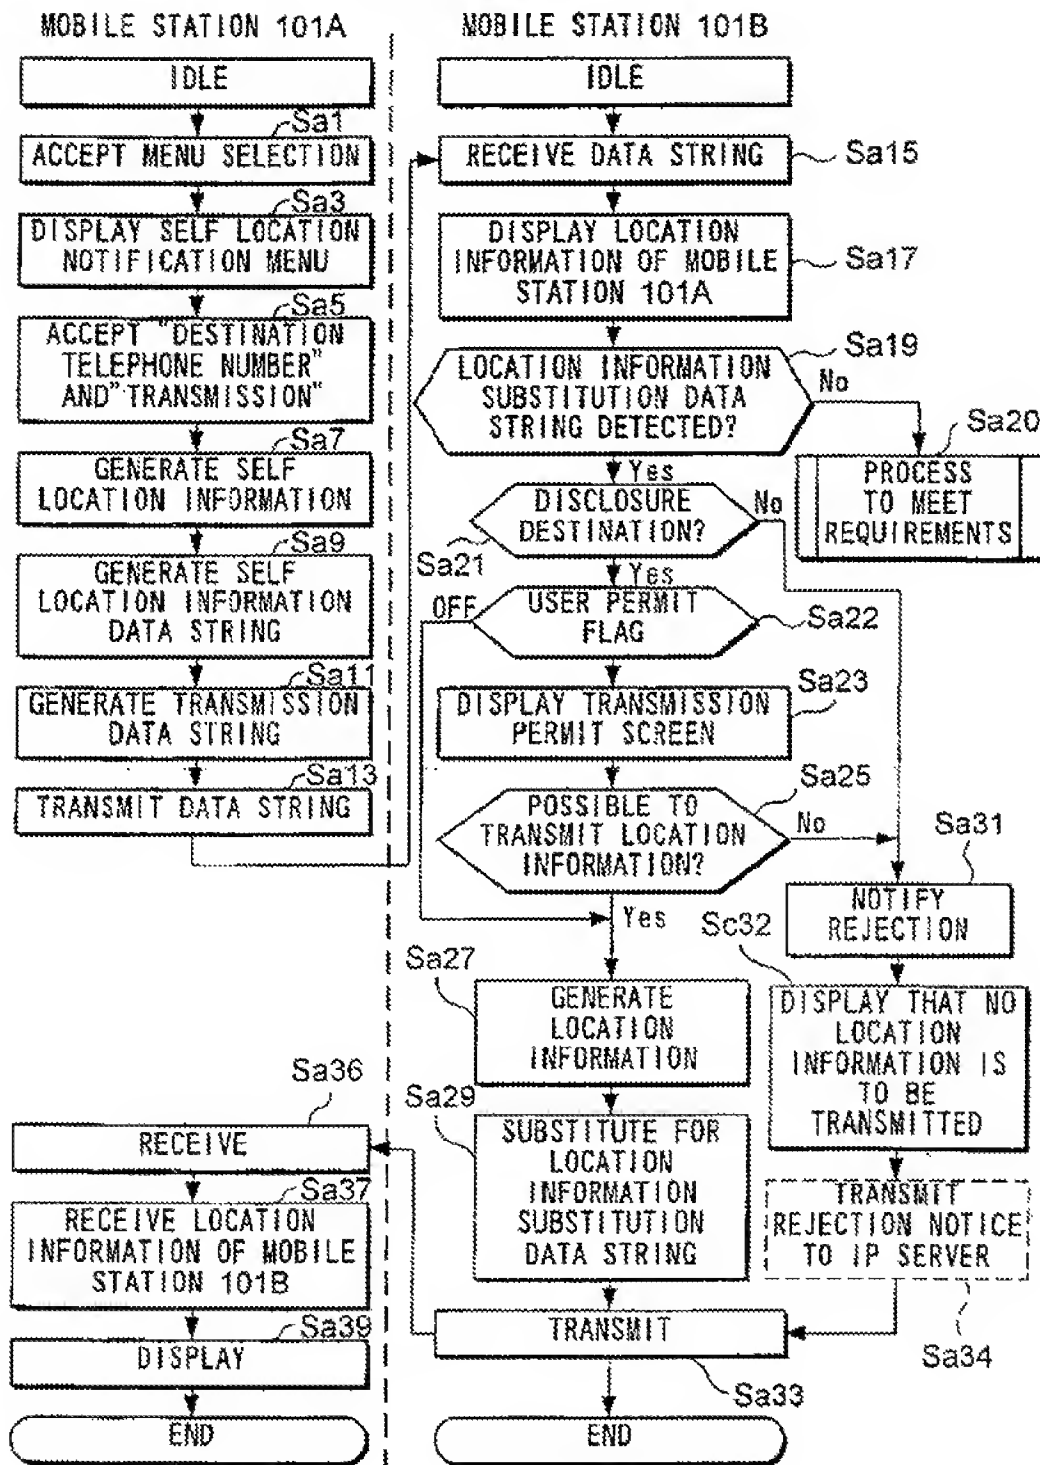 MOBILE STATION 101A
IDLE
Sa1
ACCEPT MENU SELECTION
Sa3
DISPLAY SELF LOCATION
NOTIFICATION MENU
Sa5
ACCEPT "DESTINATION
TELEPHONE NUMBER"
AND"TRANSMISSION"
Sa7
GENERATE SELF
LOCATION INFORMATION
Sa9
GENERATE SELF
LOCATION INFORMATION
DATA STRING
Sa11
GENERATE TRANSMISSION
DATA STRING
Sa13
TRANSMIT DATA STRING
Sa36
RECEIVE
Sa37
RECEIVE LOCATION
INFORMATION OF MOBILE
STATION 101B
Sa39
DISPLAY
END
MOBILE STATION 101B
IDLE
RECEIVE DATA STRING
Sa15
DISPLAY LOCATION
INFORMATION OF MOBILE
STATION 101A
Sa17
LOCATION INFORMATION
SUBSTITUTION DATA
STRING DETECTED?
Sa19
No
Yes
Sa20
PROCESS
TO MEET
REQUIREMENTS
DISCLOSURE
DESTINATION?
No
Sa21
Yes
OFF
USER PERMIT
FLAG
Sa22
Sa23
DISPLAY TRANSMISSION
PERMIT SCREEN
Sa25
POSSIBLE TO
TRANSMIT LOCATION
INFORMATION?
No
Yes
Sa31
NOTIFY
REJECTION
Sc32
DISPLAY THAT NO
LOCATION
INFORMATION IS
TO BE
TRANSMITTED
Sa27
GENERATE
LOCATION
INFORMATION
Sa29
SUBSTITUTE FOR
LOCATION
INFORMATION
SUBSTITUTION
DATA STRING
TRANSMIT
REJECTION NOTICE
TO IP SERVER
Sa34
TRANSMIT
Sa33
END